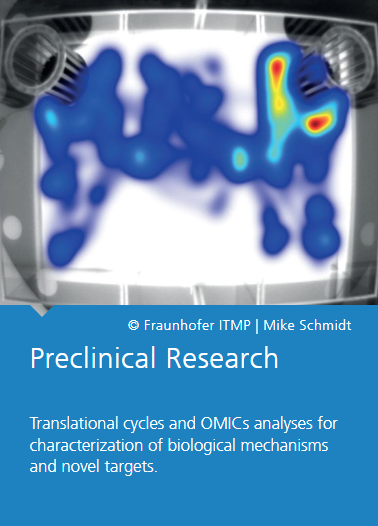 © Fraunhofer ITMP | Mike Schmidt
Preclinical Research
Translational cycles and OMICs analyses for
characterization of biological mechanisms
and novel targets.